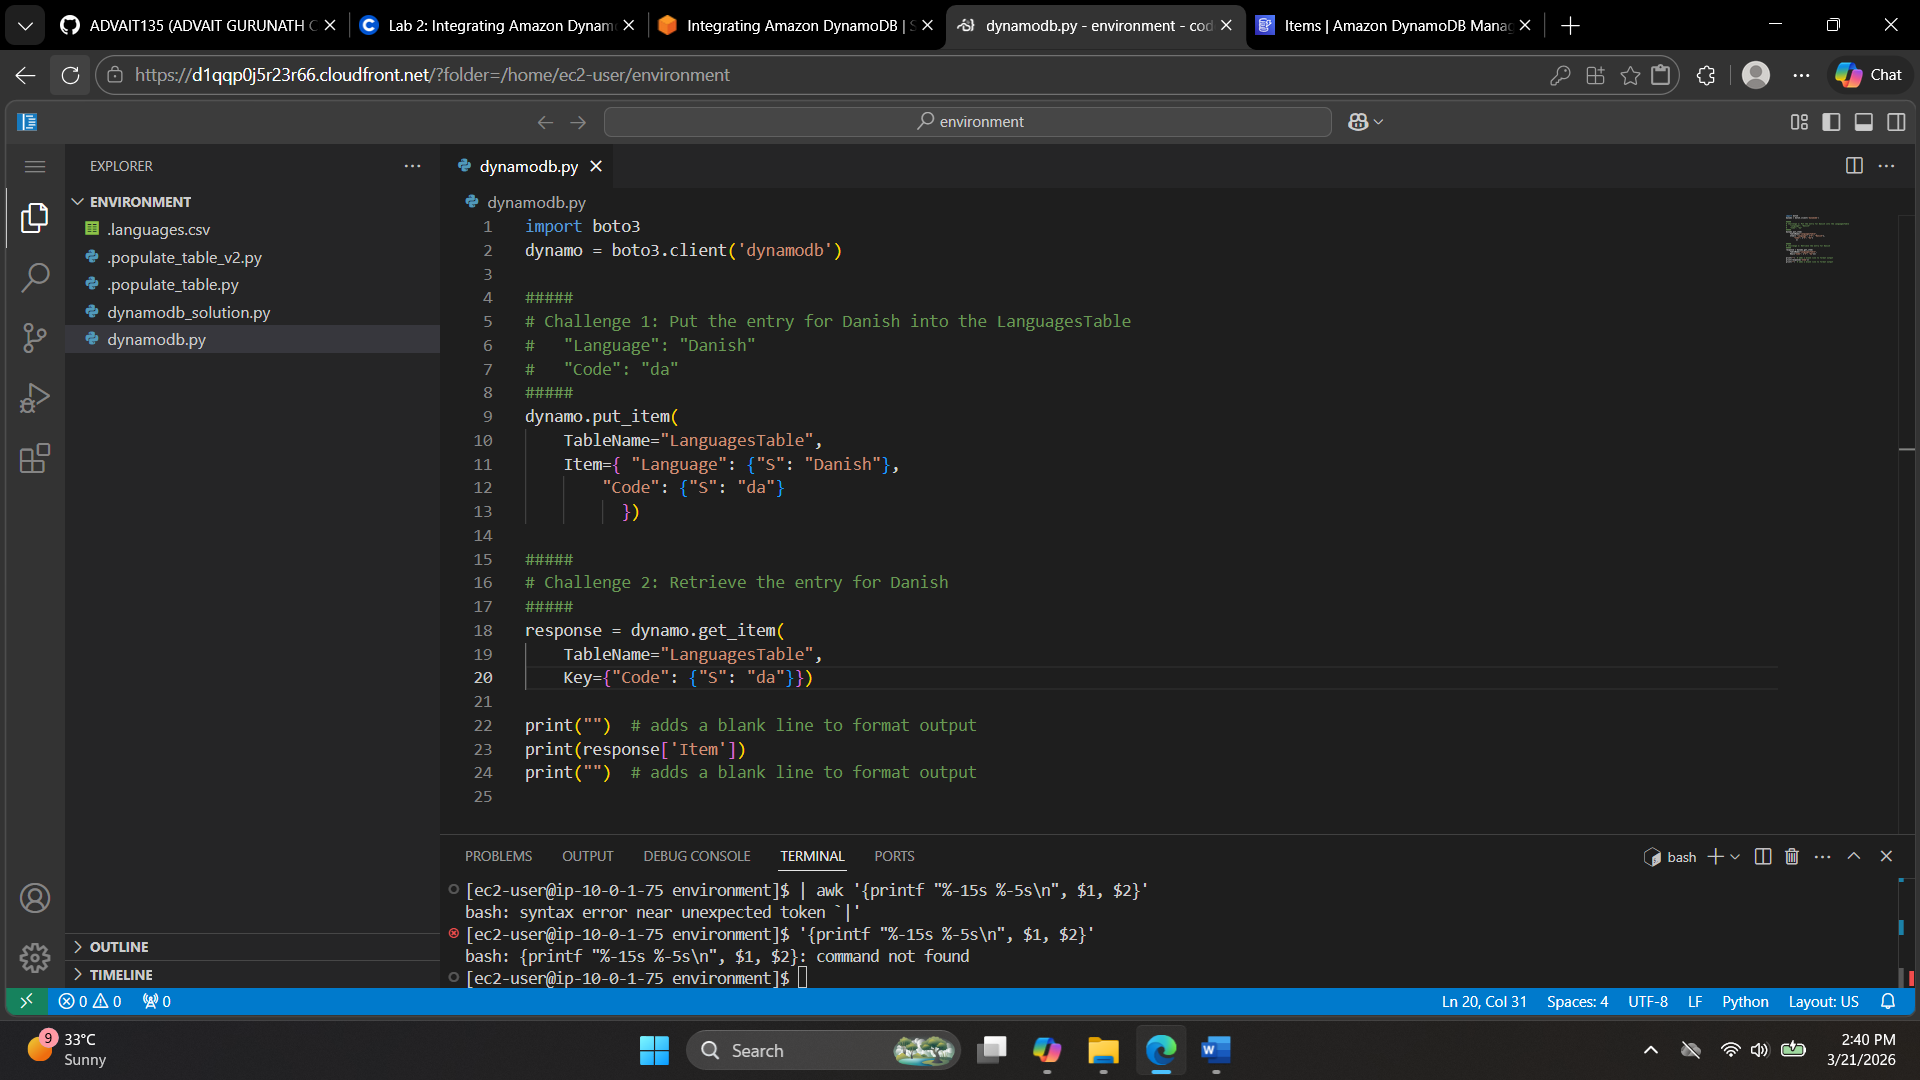 ADVAIT135 (ADVAIT GURUNATH C
Lab 2: Integrating Amazon Dynam
Integrating Amazon DynamoDB | S
dynamodb.py - environment - cod
Items | Amazon DynamoDB Manag
https://d1qqp0j5r23r66.cloudfront.net/?folder=/home/ec2-user/environment
Chat
environment
EXPLORER
ENVIRONMENT
.languages.csv
.populate_table_v2.py
.populate_table.py
dynamodb_solution.py
dynamodb.py
OUTLINE
TIMELINE
dynamodb.py
dynamodb.py
1 import boto3
2 dynamo = boto3.client('dynamodb')
3
4 #####
5 # Challenge 1: Put the entry for Danish into the LanguagesTable
6 #   "Language": "Danish"
7 #   "Code": "da"
8 #####
9 dynamo.put_item(
10     TableName="LanguagesTable",
11     Item={ "Language": {"S": "Danish"},
12         "Code": {"S": "da"}
13           })
14
15 #####
16 # Challenge 2: Retrieve the entry for Danish
17 #####
18 response = dynamo.get_item(
19     TableName="LanguagesTable",
20     Key={"Code": {"S": "da"}})
21
22 print("")  # adds a blank line to format output
23 print(response['Item'])
24 print("")  # adds a blank line to format output
25
PROBLEMS OUTPUT DEBUG CONSOLE TERMINAL PORTS
bash
[ec2-user@ip-10-0-1-75 environment]$ | awk '{printf "%-15s %-5s\n", $1, $2}'
bash: syntax error near unexpected token `|'
[ec2-user@ip-10-0-1-75 environment]$ '{printf "%-15s %-5s\n", $1, $2}'
bash: {printf "%-15s %-5s\n", $1, $2}: command not found
[ec2-user@ip-10-0-1-75 environment]$
0 0 0
Ln 20, Col 31 Spaces: 4 UTF-8 LF Python Layout: US
9
33°C
Sunny
Search
2:40 PM
3/21/2026